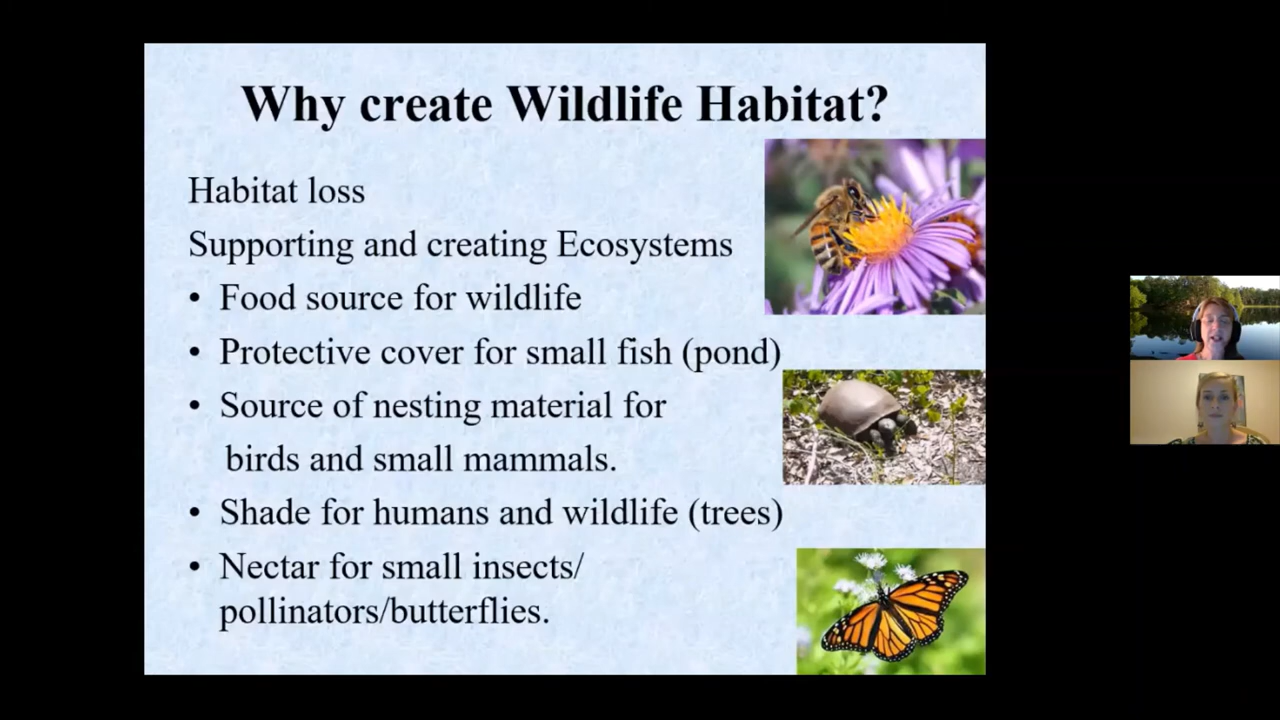 Why create Wildlife Habitat?
Habitat loss
Supporting and creating Ecosystems
• Food source for wildlife
• Protective cover for small fish (pond)
• Source of nesting material for
birds and small mammals.
• Shade for humans and wildlife (trees)
• Nectar for small insects/
pollinators/butterflies.